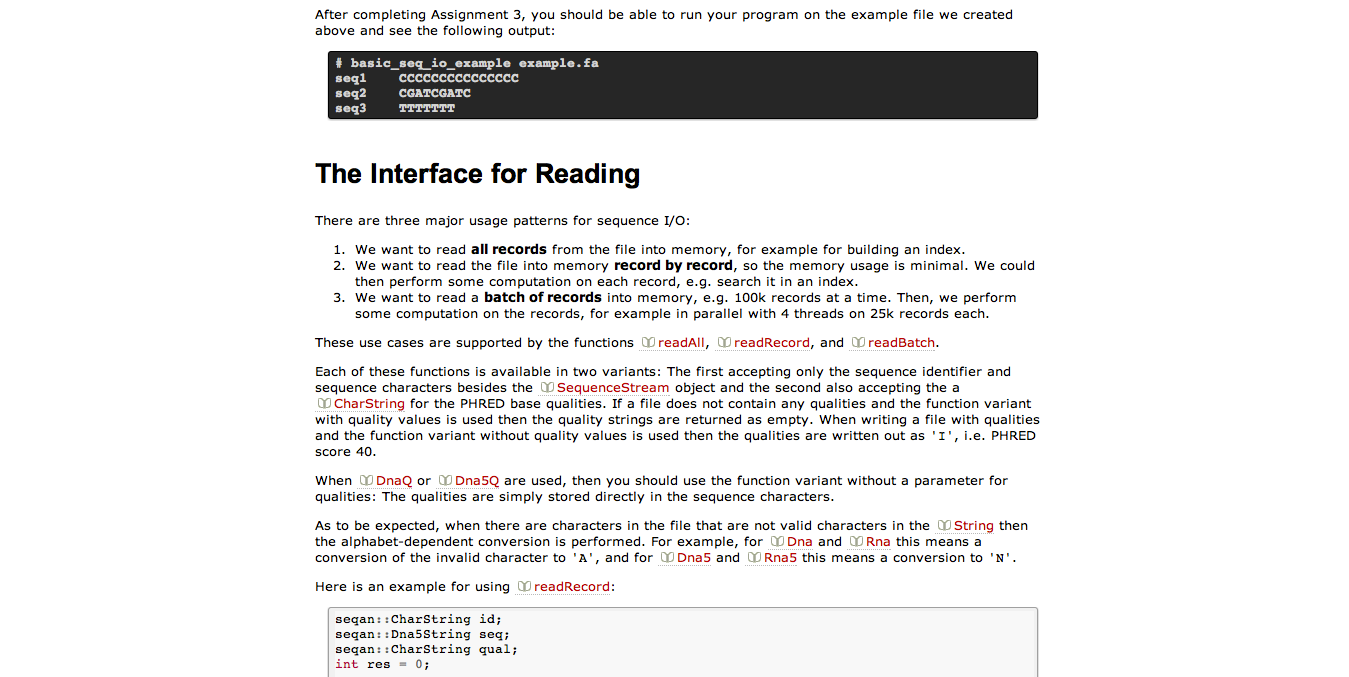 After completing Assignment 3, you should be able to run your program on the example file we created
above and see the following output:
# basic_seq_io_example example.fa
seq1    CCCCCCCCCCCCCCC
seq2    CGATCGATC
seq3    TTTTTTT
The Interface for Reading
There are three major usage patterns for sequence I/O:
1. We want to read all records from the file into memory, for example for building an index.
2. We want to read the file into memory record by record, so the memory usage is minimal. We could
then perform some computation on each record, e.g. search it in an index.
3. We want to read a batch of records into memory, e.g. 100k records at a time. Then, we perform
some computation on the records, for example in parallel with 4 threads on 25k records each.
These use cases are supported by the functions readAll, readRecord, and readBatch.
Each of these functions is available in two variants: The first accepting only the sequence identifier and
sequence characters besides the SequenceStream object and the second also accepting the a
CharString for the PHRED base qualities. If a file does not contain any qualities and the function variant
with quality values is used then the quality strings are returned as empty. When writing a file with qualities
and the function variant without quality values is used then the qualities are written out as 'I', i.e. PHRED
score 40.
When DnaQ or Dna5Q are used, then you should use the function variant without a parameter for
qualities: The qualities are simply stored directly in the sequence characters.
As to be expected, when there are characters in the file that are not valid characters in the String then
the alphabet-dependent conversion is performed. For example, for Dna and Rna this means a
conversion of the invalid character to 'A', and for Dna5 and Rna5 this means a conversion to 'N'.
Here is an example for using readRecord:
seqan::CharString id;
seqan::Dna5String seq;
seqan::CharString qual;
int res = 0;